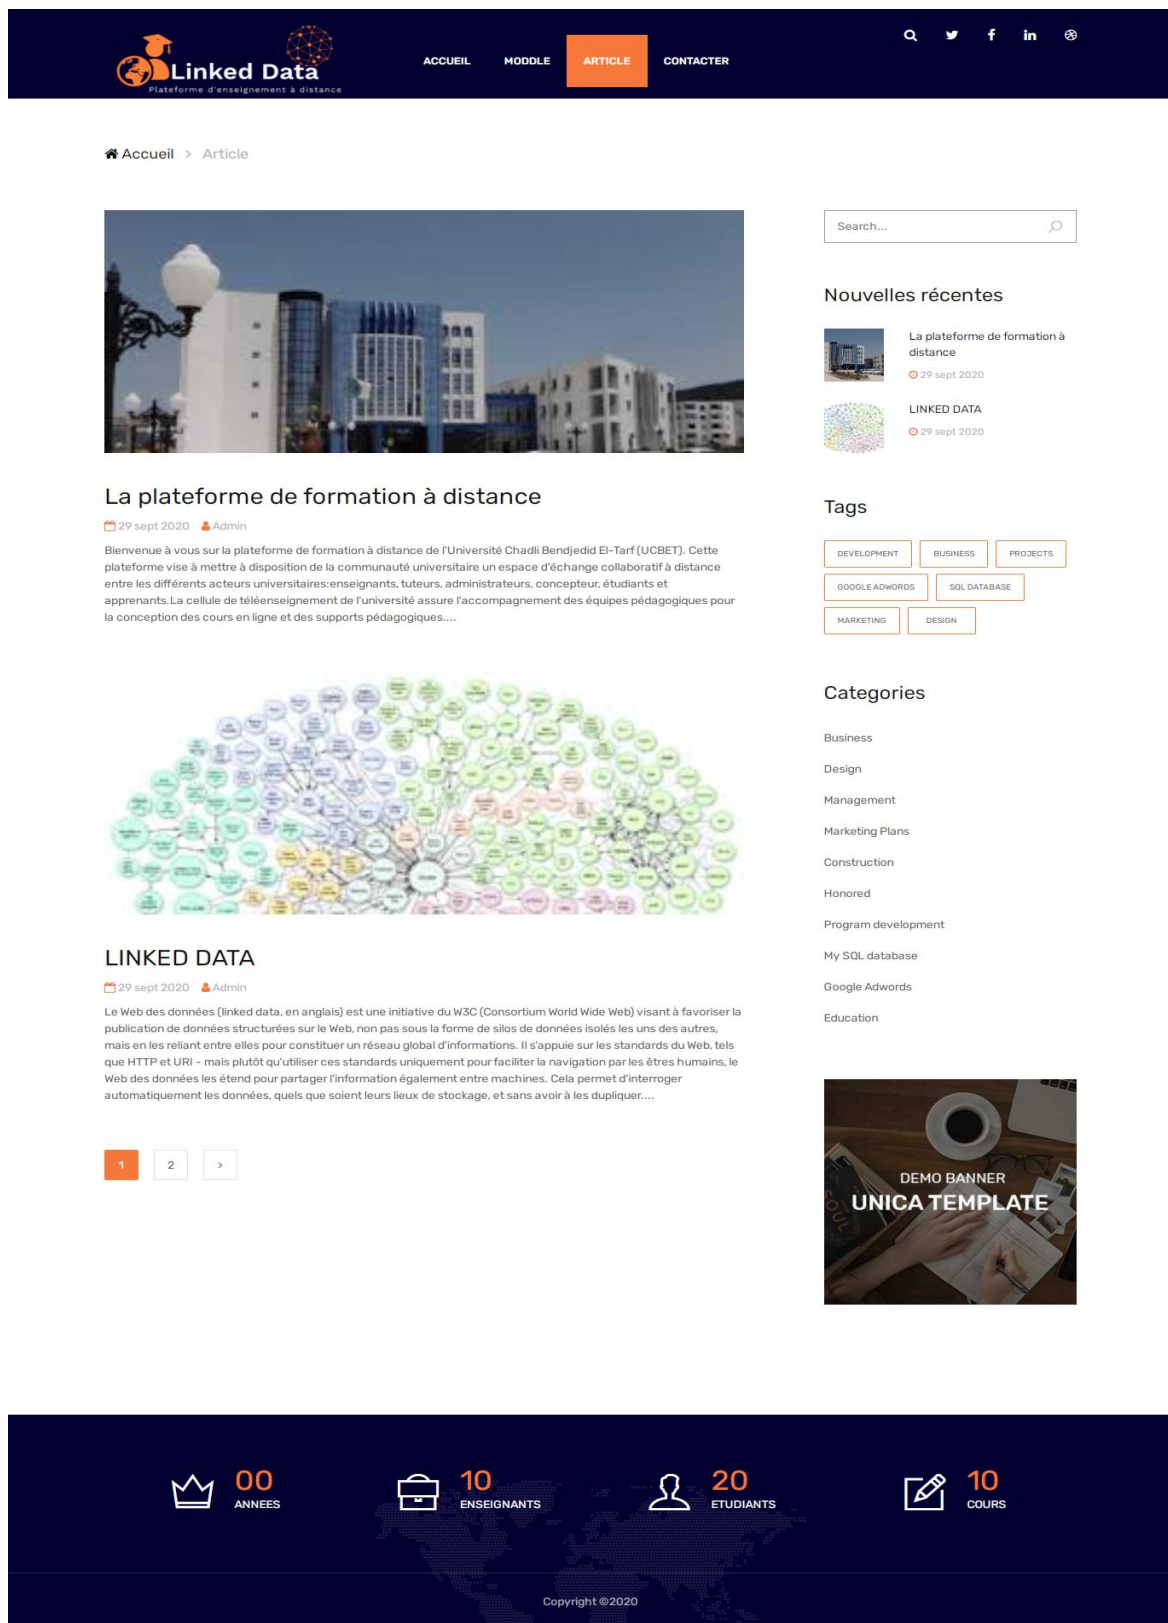 Linked Data
Plateforme d'enseignement à distance
ACCUEIL
MODDLE
ARTICLE
CONTACTER
Accueil > Article
La plateforme de formation à distance
29 sept 2020 Admin
Bienvenue à vous sur la plateforme de formation à distance de l'Université Chadli Bendjedid El-Tarf (UCBET). Cette
plateforme vise à mettre à disposition de la communauté universitaire un espace d'échange collaboratif à distance
entre les différents acteurs universitaires:enseignants, tuteurs, administrateurs, concepteur, étudiants et
apprenants.La cellule de téléenseignement de l'université assure l'accompagnement des équipes pédagogiques pour
la conception des cours en ligne et des supports pédagogiques....
LINKED DATA
29 sept 2020 Admin
Le Web des données (linked data, en anglais) est une initiative du W3C (Consortium World Wide Web) visant à favoriser la
publication de données structurées sur le Web, non pas sous la forme de silos de données isolés les uns des autres,
mais en les reliant entre elles pour constituer un réseau global d'informations. Il s'appuie sur les standards du Web, tels
que HTTP et URI – mais plutôt qu'utiliser ces standards uniquement pour faciliter la navigation par les êtres humains, le
Web des données les étend pour partager l'information également entre machines. Cela permet d'interroger
automatiquement les données, quels que soient leurs lieux de stockage, et sans avoir à les dupliquer....
1
2
>
Search...
Nouvelles récentes
La plateforme de formation à
distance
29 sept 2020
LINKED DATA
29 sept 2020
Tags
DEVELOPMENT
BUSINESS
PROJECTS
GOOGLE ADWORDS
SQL DATABASE
MARKETING
DESIGN
Categories
Business
Design
Management
Marketing Plans
Construction
Honored
Program development
My SQL database
Google Adwords
Education
SOUL
DEMO BANNER
UNICA TEMPLATE
00
ANNEES
10
ENSEIGNANTS
20
ETUDIANTS
10
COURS
Copyright ©2020